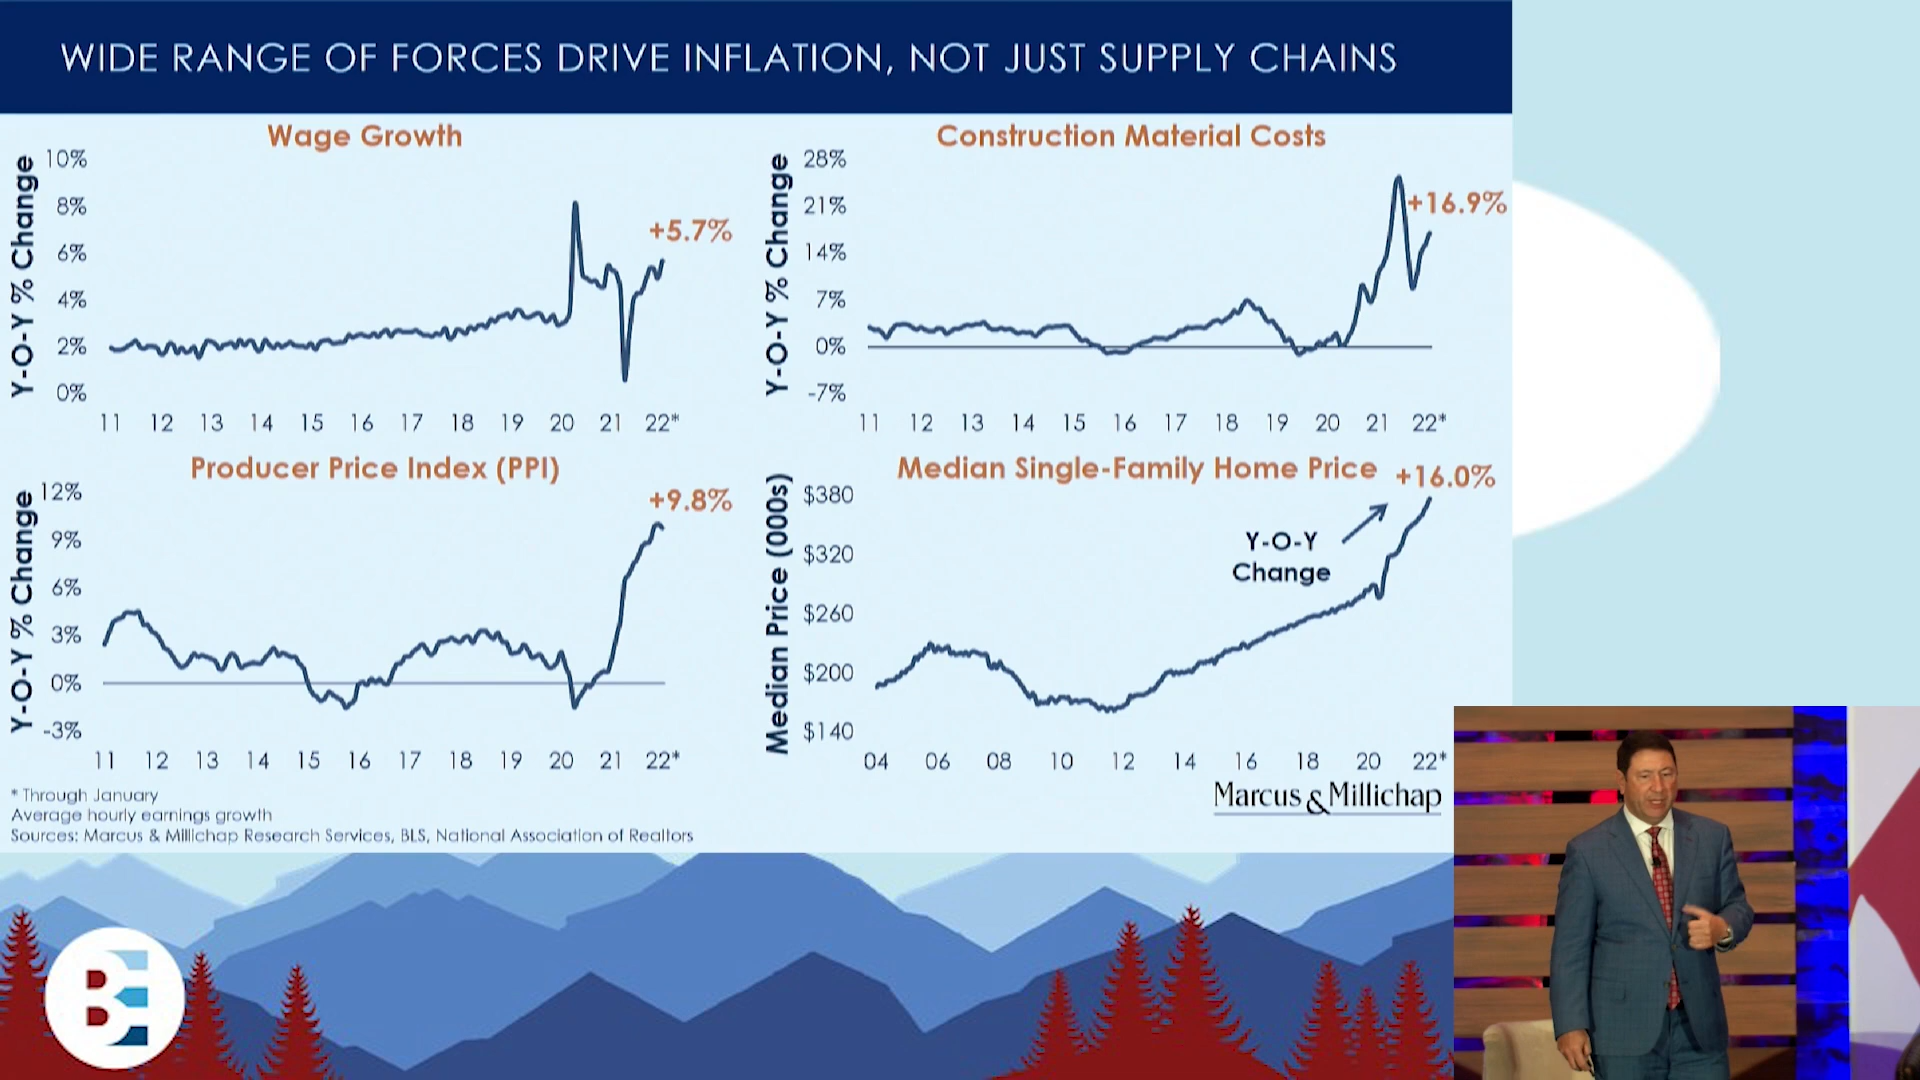 WIDE RANGE OF FORCES DRIVE INFLATION, NOT JUST SUPPLY CHAINS
Wage Growth
Y-O-Y % Change
10%
8%
6%
4%
2%
0%
+5.7%
11 12 13 14 15 16 17 18 19 20 21 22*
Construction Material Costs
Y-O-Y % Change
28%
21%
14%
7%
0%
-7%
+16.9%
11 12 13 14 15 16 17 18 19 20 21 22*
Producer Price Index (PPI)
Y-O-Y % Change
12%
9%
6%
3%
0%
-3%
+9.8%
11 12 13 14 15 16 17 18 19 20 21 22*
Median Single-Family Home Price
+16.0%
Median Price (000s)
$380
$320
$260
$200
$140
Y-O-Y
Change
04 06 08 10 12 14 16 18 20 22*
* Through January
Average hourly earnings growth
Sources: Marcus & Millichap Research Services, BLS, National Association of Realtors
Marcus & Millichap
BE